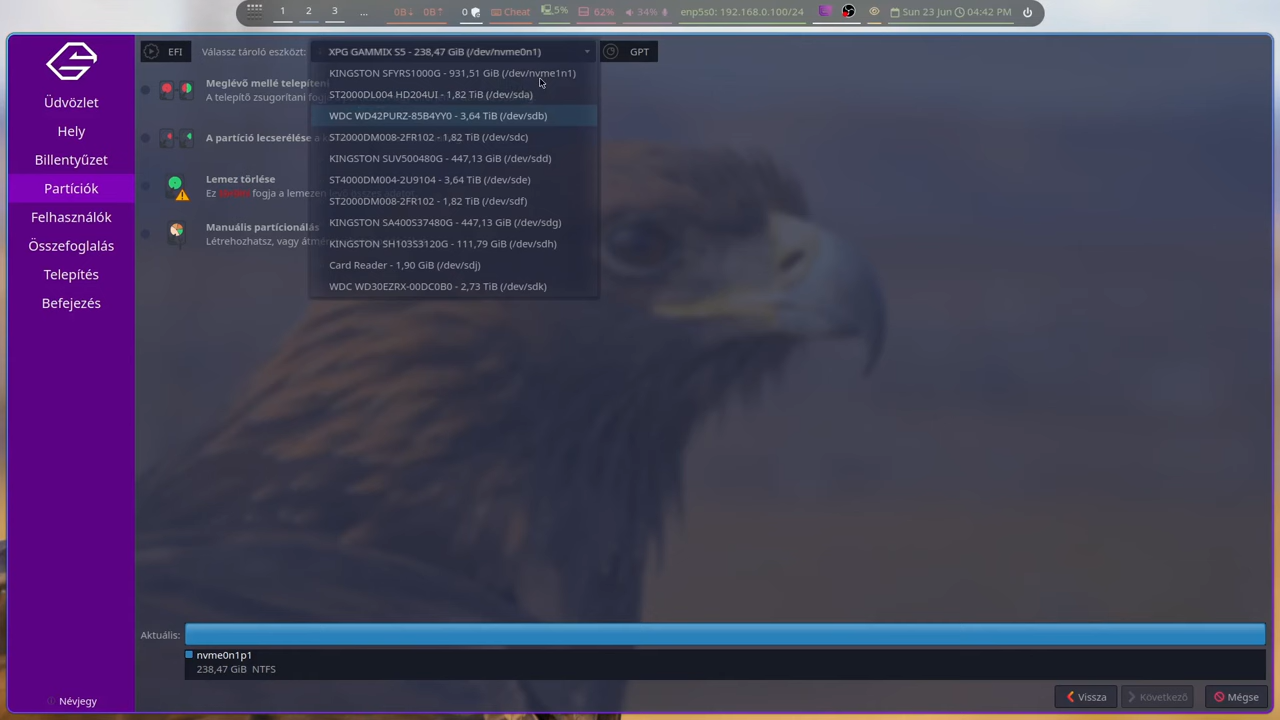 1 2 3 ... 0B↓ 0B↑ 0 Cheat 5% 62% 34% enp5s0: 192.168.0.100/24 Sun 23 Jun 04:42 PM
EFI Válassz tároló eszközt: XPG GAMMIX S5 - 238,47 GiB (/dev/nvme0n1) GPT
KINGSTON SFYRS1000G - 931,51 GiB (/dev/nvme1n1)
ST2000DL004 HD204UI - 1,82 TiB (/dev/sda)
WDC WD42PURZ-85B4YY0 - 3,64 TiB (/dev/sdb)
ST2000DM008-2FR102 - 1,82 TiB (/dev/sdc)
KINGSTON SUV500480G - 447,13 GiB (/dev/sdd)
ST4000DM004-2U9104 - 3,64 TiB (/dev/sde)
ST2000DM008-2FR102 - 1,82 TiB (/dev/sdf)
KINGSTON SA400S37480G - 447,13 GiB (/dev/sdg)
KINGSTON SH103S3120G - 111,79 GiB (/dev/sdh)
Card Reader - 1,90 GiB (/dev/sdj)
WDC WD30EZRX-00DC0B0 - 2,73 TiB (/dev/sdk)
Meglévő mellé telepíten
A telepítő zsugorítani fog
A partíció lecserélése a
Lemez törlése
Ez fogja a lemezen
Manuális partícionálás
Létrehozhatsz, vagy átmé
Üdvözlet
Hely
Billentyűzet
Partíciók
Felhasználók
Összefoglalás
Telepítés
Befejezés
Névjegy
Aktuális:
nvme0n1p1
238,47 GiB NTFS
Vissza Következő Mégse